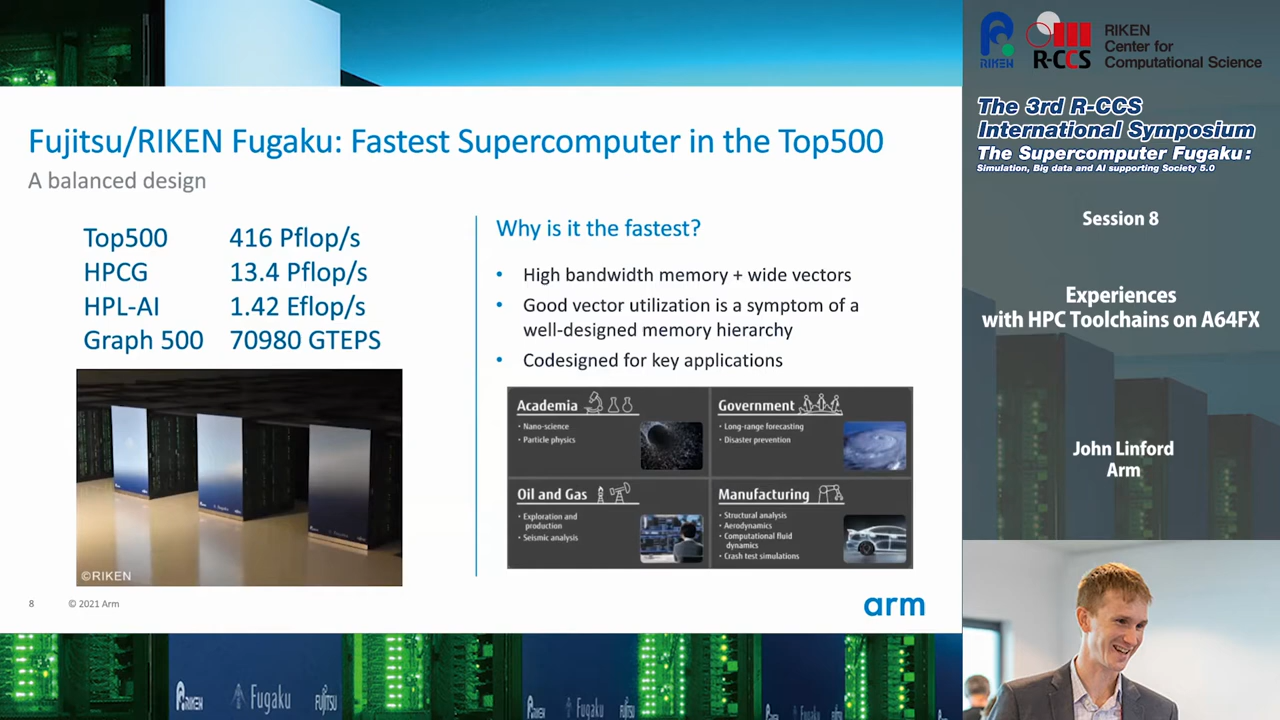 Fujitsu/RIKEN Fugaku: Fastest Supercomputer in the Top500
A balanced design
Top500 416 Pflop/s
HPCG 13.4 Pflop/s
HPL-AI 1.42 Eflop/s
Graph 500 70980 GTEPS
©RIKEN
Why is it the fastest?
• High bandwidth memory + wide vectors
• Good vector utilization is a symptom of a
well-designed memory hierarchy
• Codesigned for key applications
Academia
• Nano-science
• Particle physics
Government
• Long-range forecasting
• Disaster prevention
Oil and Gas
• Exploration and
production
• Seismic analysis
Manufacturing
• Structural analysis
• Aerodynamics
• Computational fluid
dynamics
• Crash test simulations
8 © 2021 Arm
arm
RIKEN Fugaku FUJITSU
RIKEN Fugaku FUJITSU
RIKEN
R-CCS
RIKEN
Center for
Computational Science
The 3rd R-CCS
International Symposium
The Supercomputer Fugaku:
Simulation, Big data and AI supporting Society 5.0
Session 8
Experiences
with HPC Toolchains on A64FX
John Linford
Arm